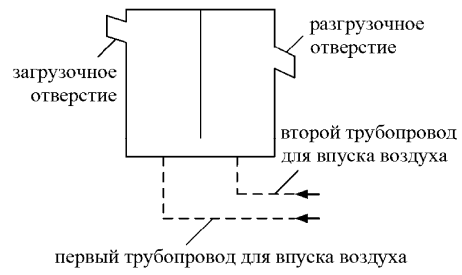 разгрузочное
отверстие
загрузочное
отверстие
второй трубопровод
для впуска воздуха
первый трубопровод для впуска воздуха